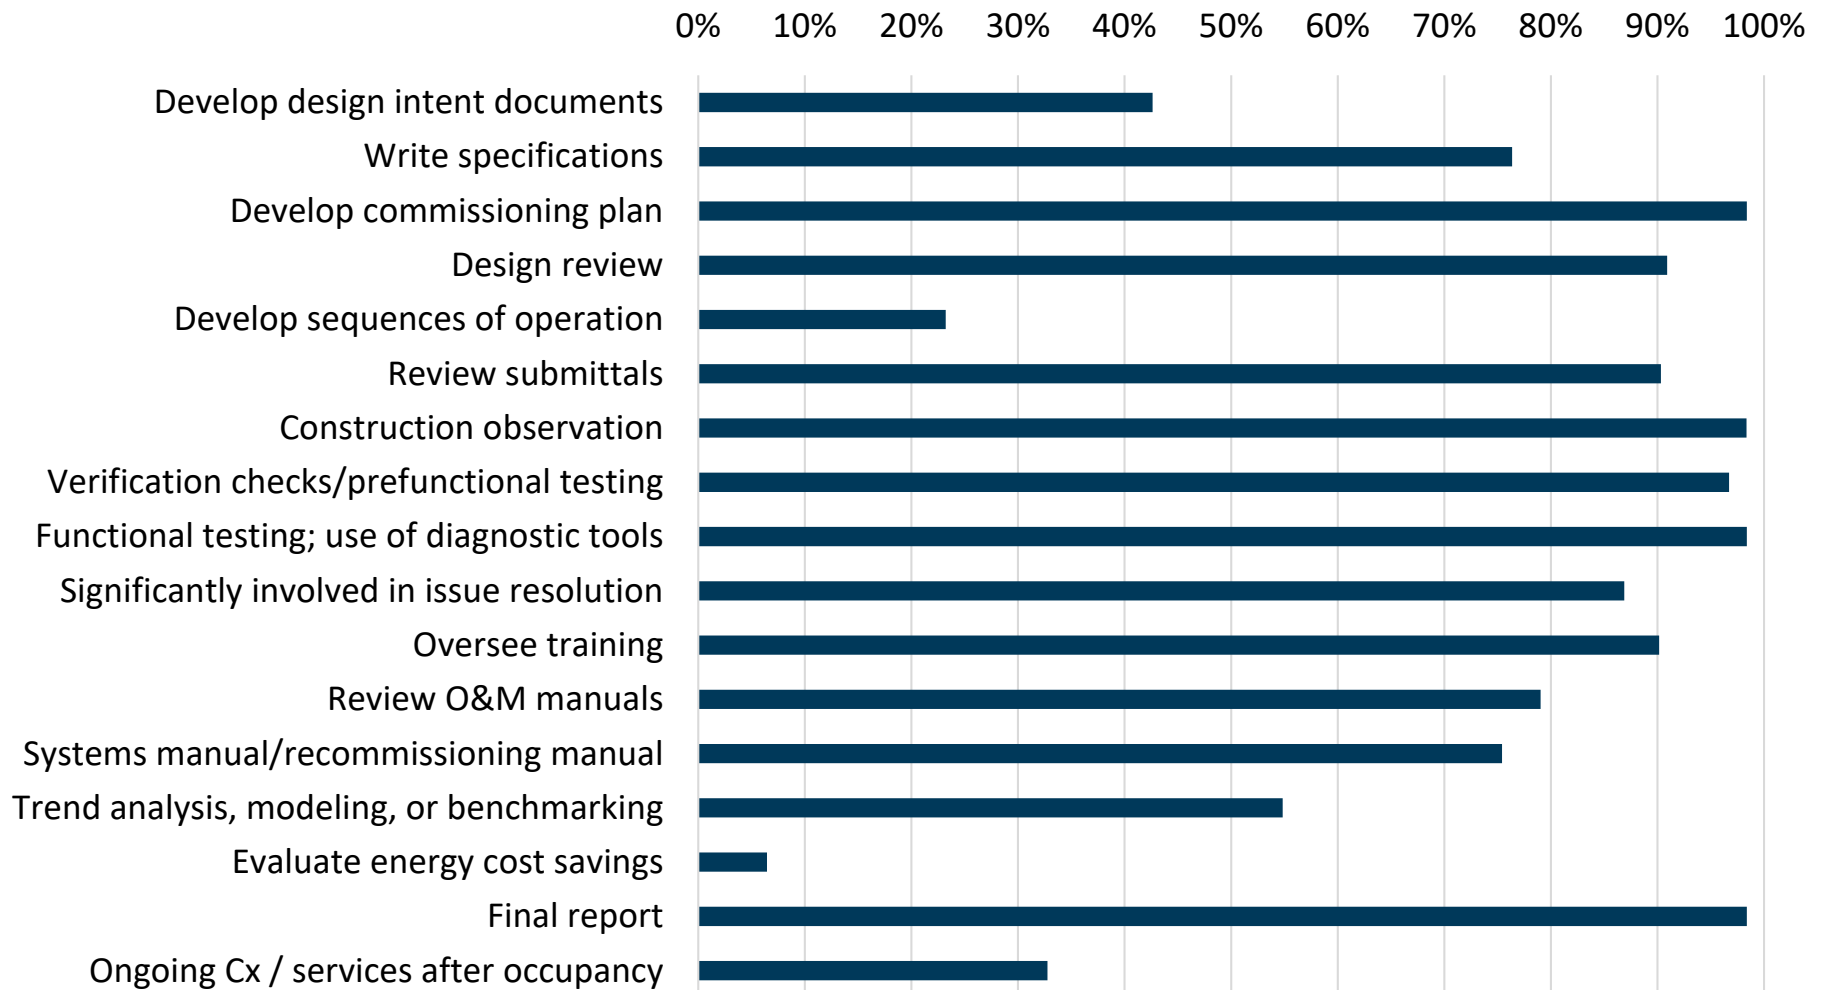 0% 10% 20% 30% 40% 50% 60% 70% 80% 90% 100%
Develop design intent documents
Write specifications
Develop commissioning plan
Design review
Develop sequences of operation
Review submittals
Construction observation
Verification checks/prefunctional testing
Functional testing; use of diagnostic tools
Significantly involved in issue resolution
Oversee training
Review O&M manuals
Systems manual/recommissioning manual
Trend analysis, modeling, or benchmarking
Evaluate energy cost savings
Final report
Ongoing Cx / services after occupancy